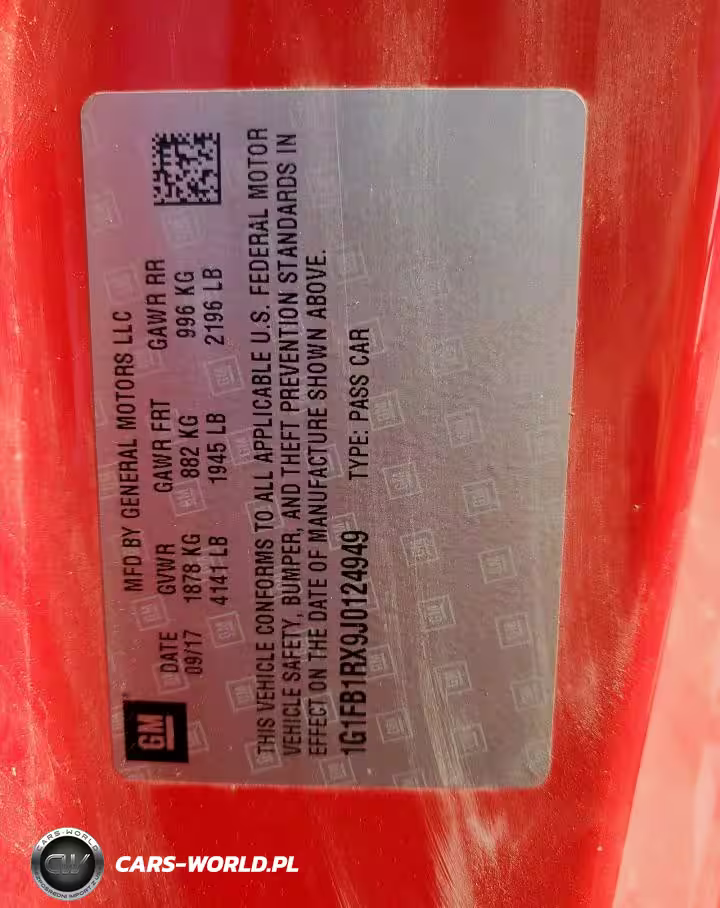 GM
MFD BY GENERAL MOTORS LLC
DATE GVWR GAWR FRT GAWR RR
09/17 1878 KG 882 KG 996 KG
4141 LB 1945 LB 2196 LB
THIS VEHICLE CONFORMS TO ALL APPLICABLE U.S. FEDERAL MOTOR
VEHICLE SAFETY, BUMPER, AND THEFT PREVENTION STANDARDS IN
EFFECT ON THE DATE OF MANUFACTURE SHOWN ABOVE.
1G1FB1RX9J0124949 TYPE: PASS CAR
CARS-WORLD
CW
CARS-WORLD.PL